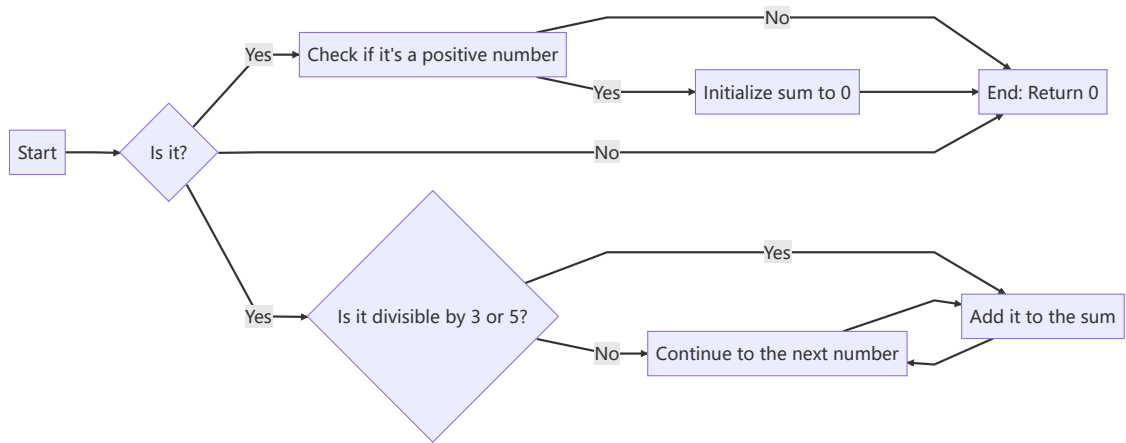 No
Yes
Check if it's a positive number
Yes
Initialize sum to 0
End: Return 0
Start
Is it?
No
Yes
Yes
Is it divisible by 3 or 5?
Add it to the sum
No
Continue to the next number